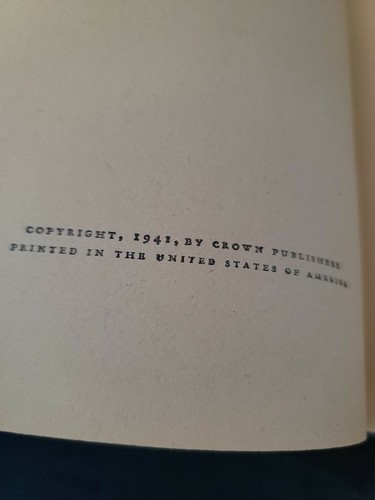 COPYRIGHT, 1941, BY CROWN PUBLISHERS
PRINTED IN THE UNITED STATES OF AMERICA